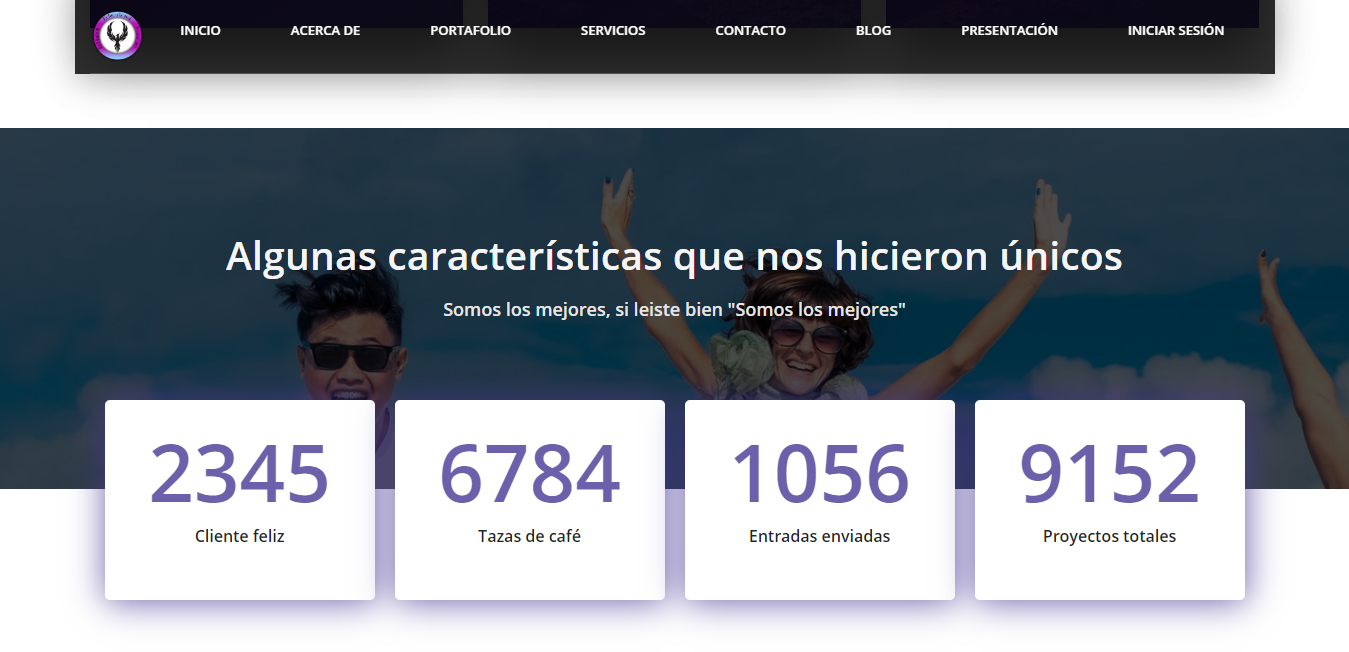 INICIO ACERCA DE PORTAFOLIO SERVICIOS CONTACTO BLOG PRESENTACIÓN INICIAR SESIÓN
Algunas características que nos hicieron únicos
Somos los mejores, si leiste bien "Somos los mejores"
2345 6784 1056 9152
Cliente feliz Tazas de café Entradas enviadas Proyectos totales